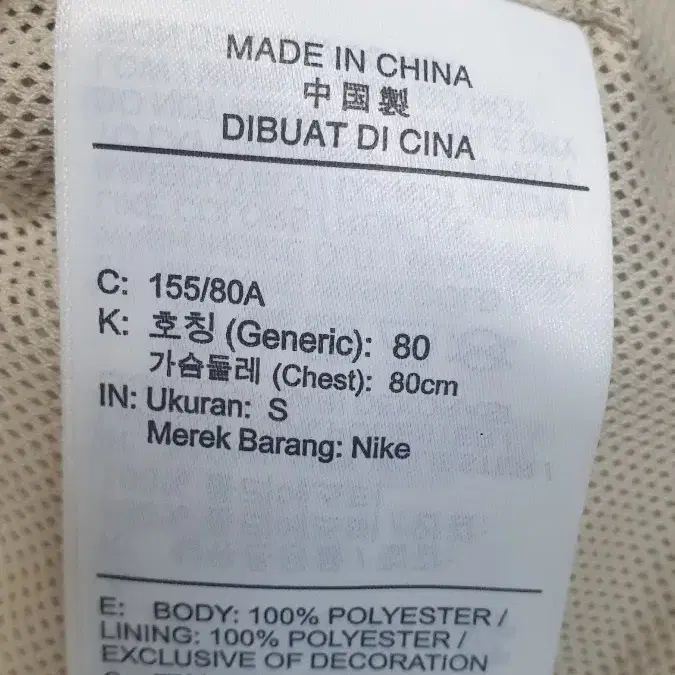 MADE IN CHINA
中国製
DIBUAT DI CINA
C: 155/80A
K: 호칭 (Generic): 80
가슴둘레 (Chest): 80cm
IN: Ukuran: S
Merek Barang: Nike
E: BODY: 100% POLYESTER /
LINING: 100% POLYESTER /
EXCLUSIVE OF DECORATION